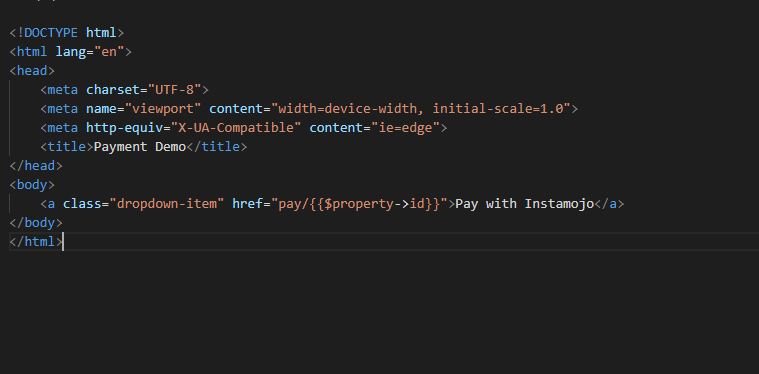 <!DOCTYPE html>
<html lang="en">
<head>
    <meta charset="UTF-8">
    <meta name="viewport" content="width=device-width, initial-scale=1.0">
    <meta http-equiv="X-UA-Compatible" content="ie=edge">
    <title>Payment Demo</title>
</head>
<body>
    <a class="dropdown-item" href="pay/{{$property->id}}">Pay with Instamojo</a>
</body>
</html>